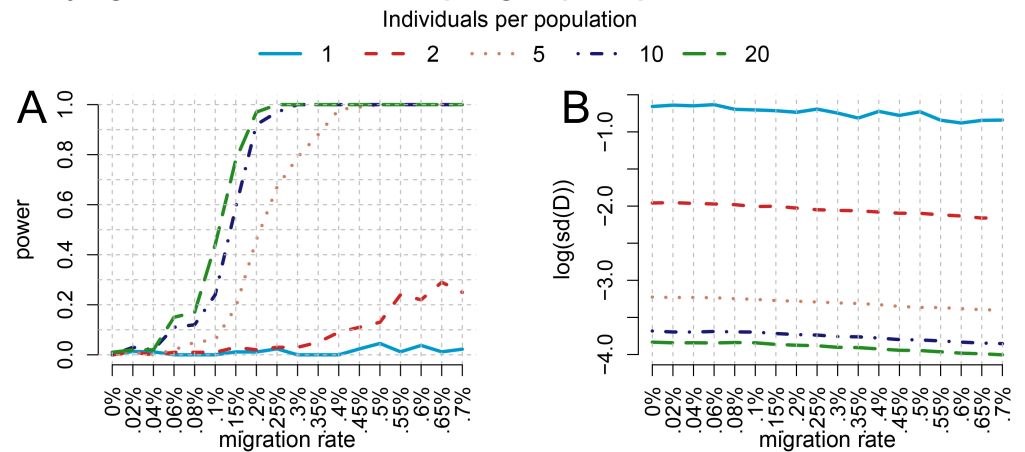 Individuals per population
1 2 5 10 20
A
power
0.0 0.2 0.4 0.6 0.8 1.0
0% .02% .04% .06% .08% .1% .15% .2% .25% .3% .35% .4% .45% .5% .55% .6% .65% .7%
migration rate
B
log(sd(D))
−4.0 −3.0 −2.0 −1.0
0% .02% .04% .06% .08% .1% .15% .2% .25% .3% .35% .4% .45% .5% .55% .6% .65% .7%
migration rate